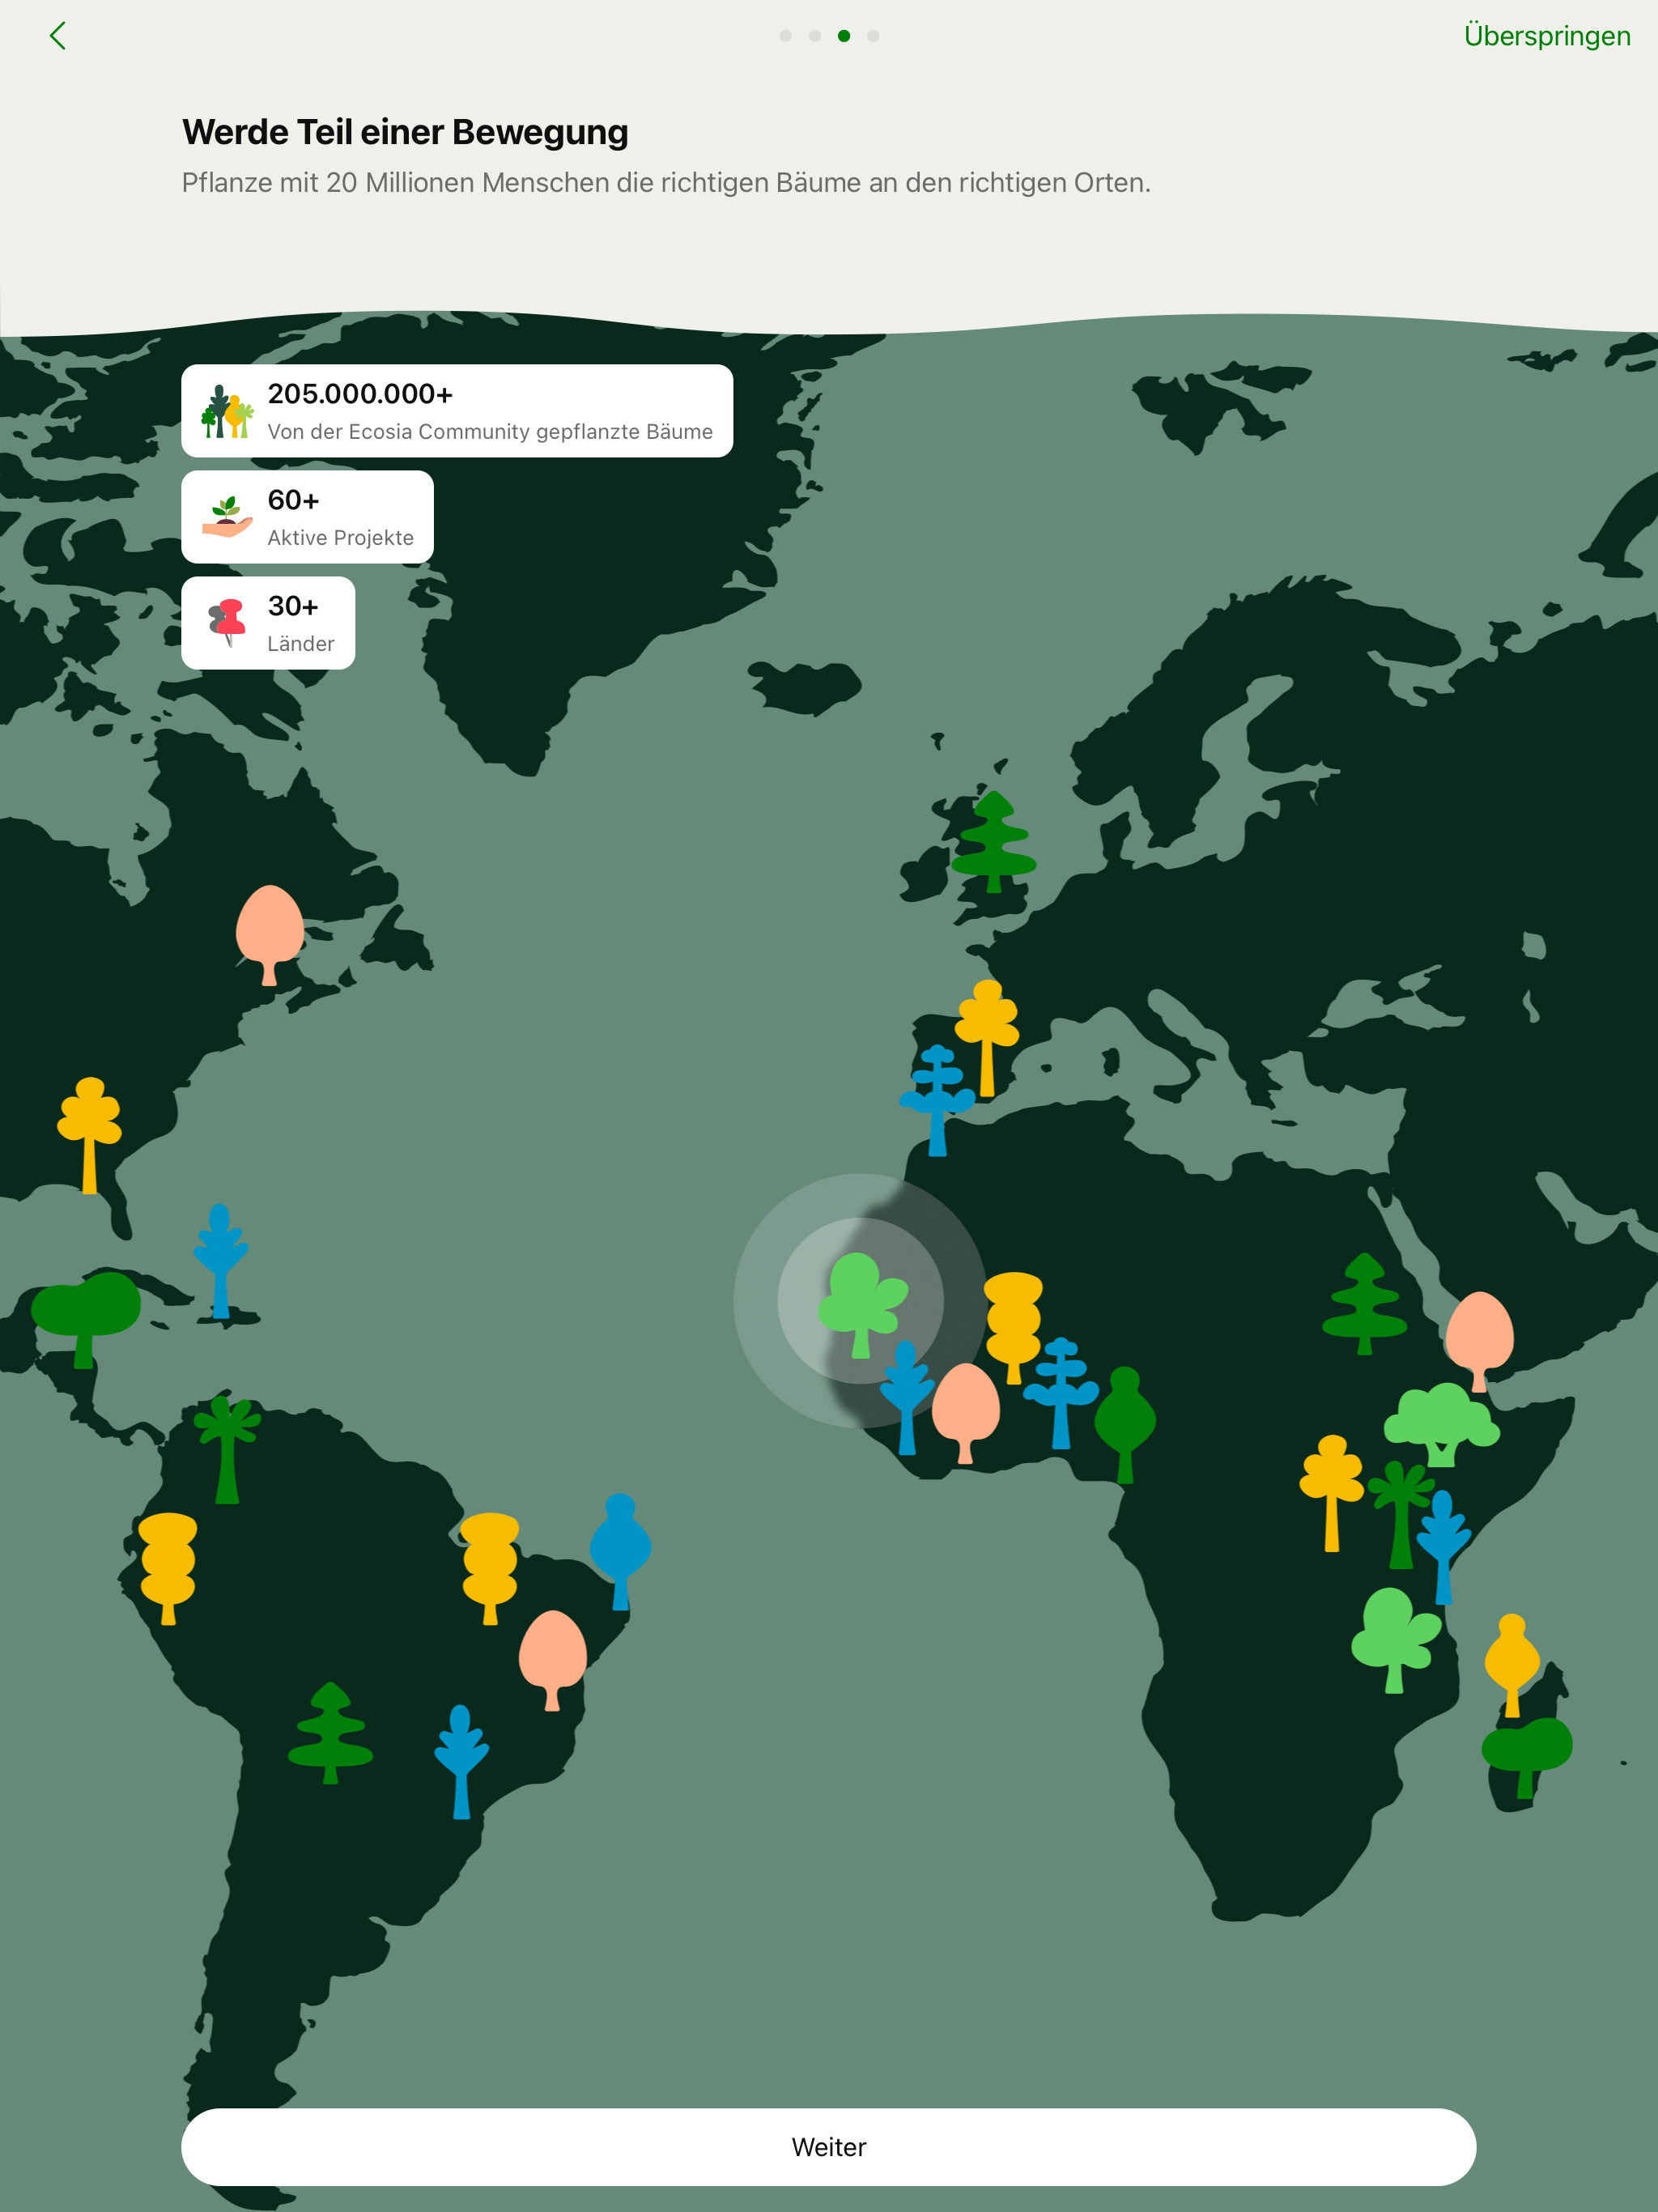 Überspringen
Werde Teil einer Bewegung
Pflanze mit 20 Millionen Menschen die richtigen Bäume an den richtigen Orten.
205.000.000+
Von der Ecosia Community gepflanzte Bäume
60+
Aktive Projekte
30+
Länder
Weiter